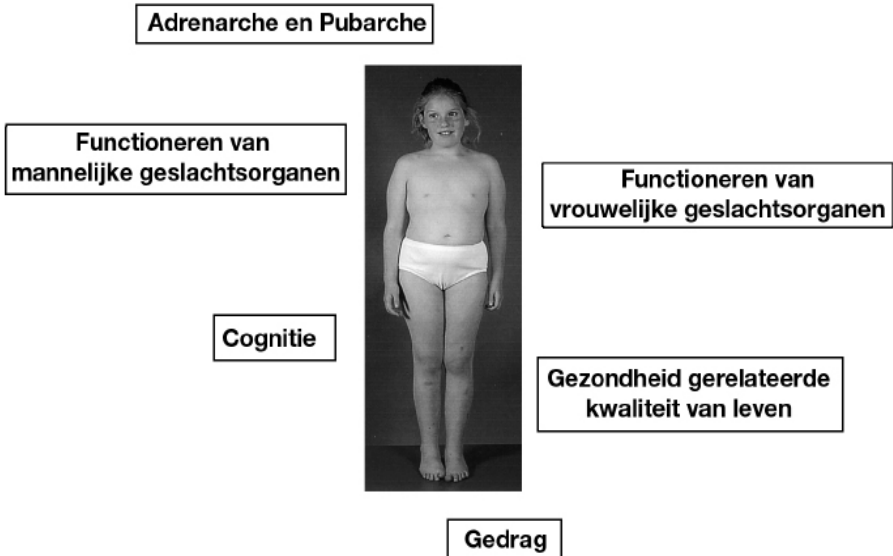 Adrenarche en Pubarche
Functioneren van
mannelijke geslachtsorganen
Functioneren van
vrouwelijke geslachtsorganen
Cognitie
Gezondheid gerelateerde
kwaliteit van leven
Gedrag